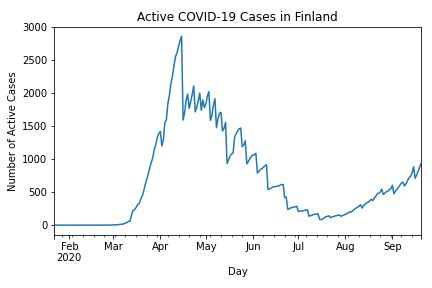 Active COVID-19 Cases in Finland
3000
2500
2000
1500
1000
500
0
Number of Active Cases
Feb Mar Apr May Jun Jul Aug Sep
2020
Day